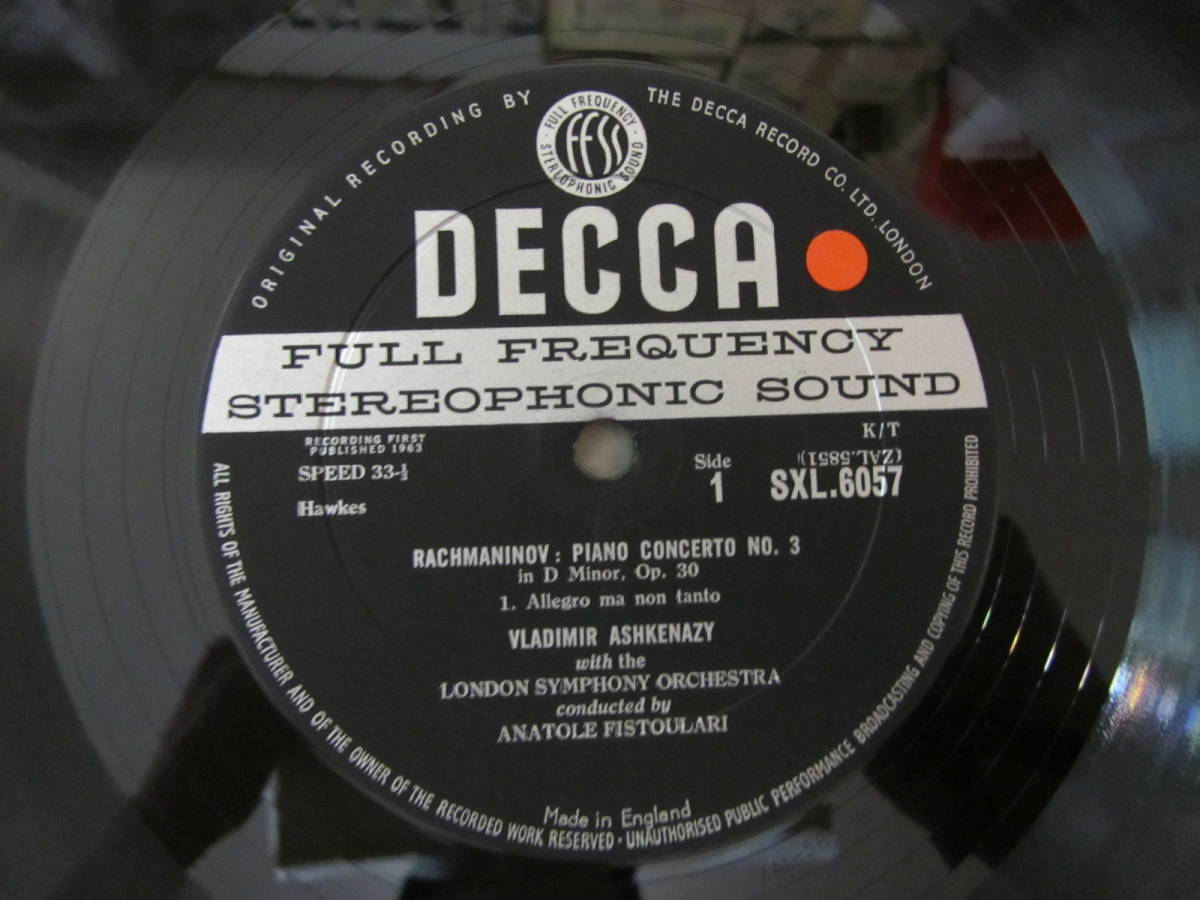 ORIGINAL RECORDING BY THE DECCA RECORD CO. LTD., LONDON
FULL FREQUENCY
FFSS
STEREOPHONIC SOUND
DECCA
FULL FREQUENCY
STEREOPHONIC SOUND
RECORDING FIRST
PUBLISHED 1963
SPEED 33-⅓
Hawkes
K/T
(ZAL.5851)
Side
1
SXL.6057
RACHMANINOV: PIANO CONCERTO NO. 3
in D Minor, Op. 30
1. Allegro ma non tanto
VLADIMIR ASHKENAZY
with the
LONDON SYMPHONY ORCHESTRA
conducted by
ANATOLE FISTOULARI
Made in England
ALL RIGHTS OF THE MANUFACTURER AND OF THE OWNER OF THE RECORDED WORK RESERVED · UNAUTHORISED PUBLIC PERFORMANCE BROADCASTING AND COPYING OF THIS RECORD PROHIBITED